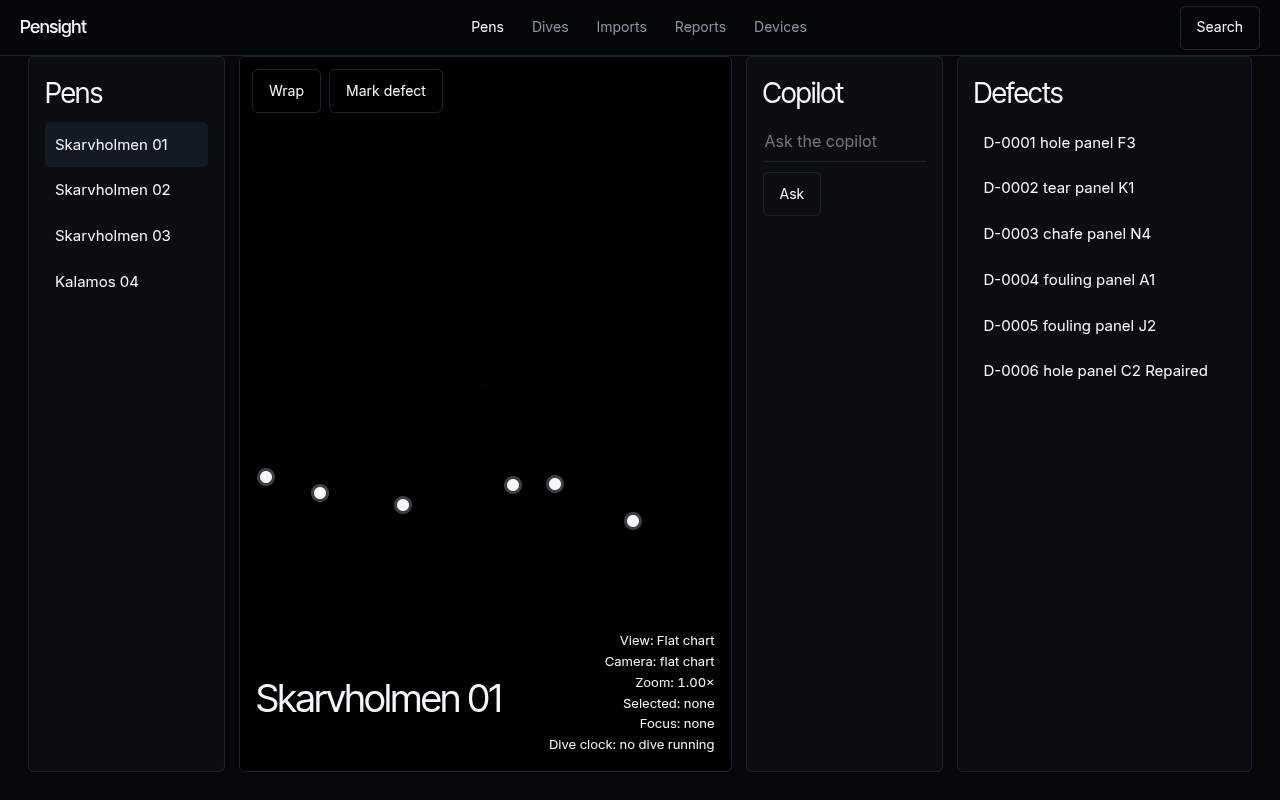 Pensight
Pens Dives Imports Reports Devices
Search
Pens
Skarvholmen 01
Skarvholmen 02
Skarvholmen 03
Kalamos 04
Wrap Mark defect
View: Flat chart
Camera: flat chart
Zoom: 1.00×
Selected: none
Focus: none
Dive clock: no dive running
Skarvholmen 01
Copilot
Ask the copilot
Ask
Defects
D-0001 hole panel F3
D-0002 tear panel K1
D-0003 chafe panel N4
D-0004 fouling panel A1
D-0005 fouling panel J2
D-0006 hole panel C2 Repaired